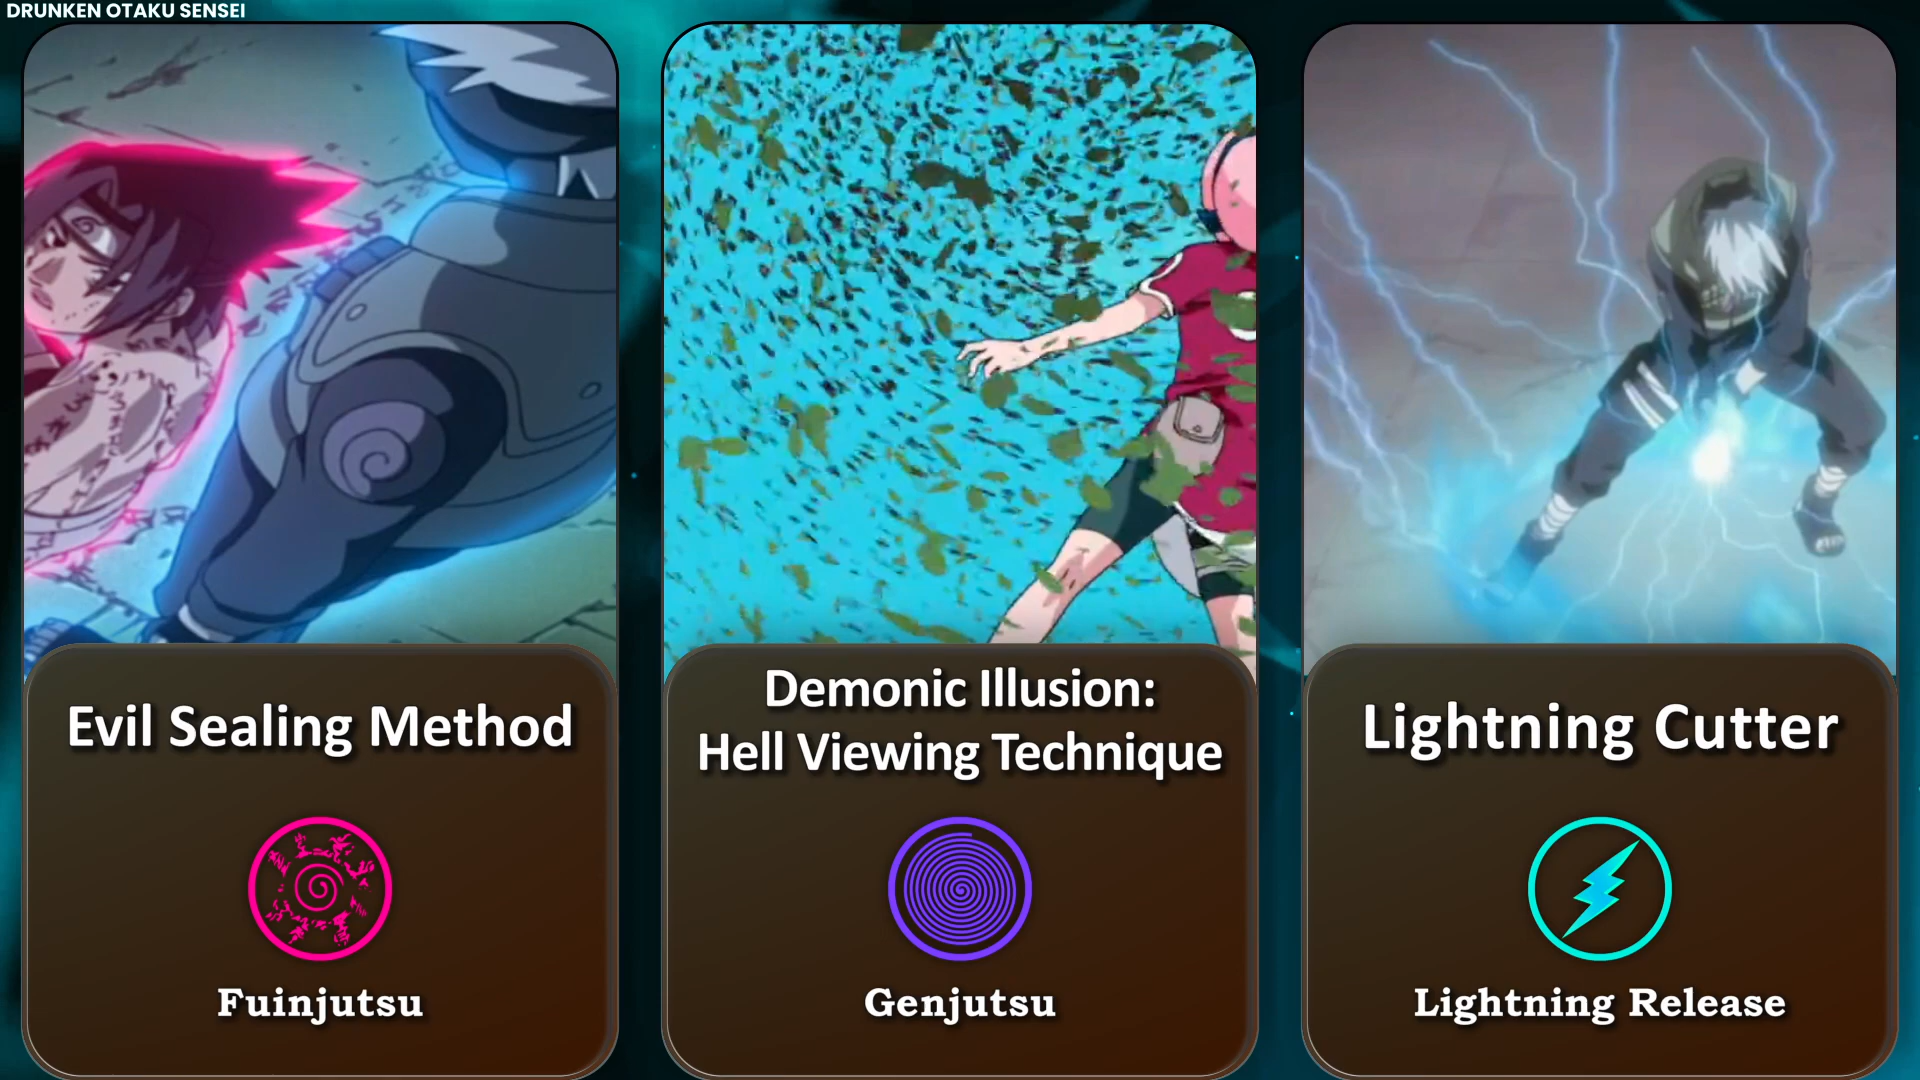 DRUNKEN OTAKU SENSEI
Evil Sealing Method
Fuinjutsu
Demonic Illusion:
Hell Viewing Technique
Genjutsu
Lightning Cutter
Lightning Release